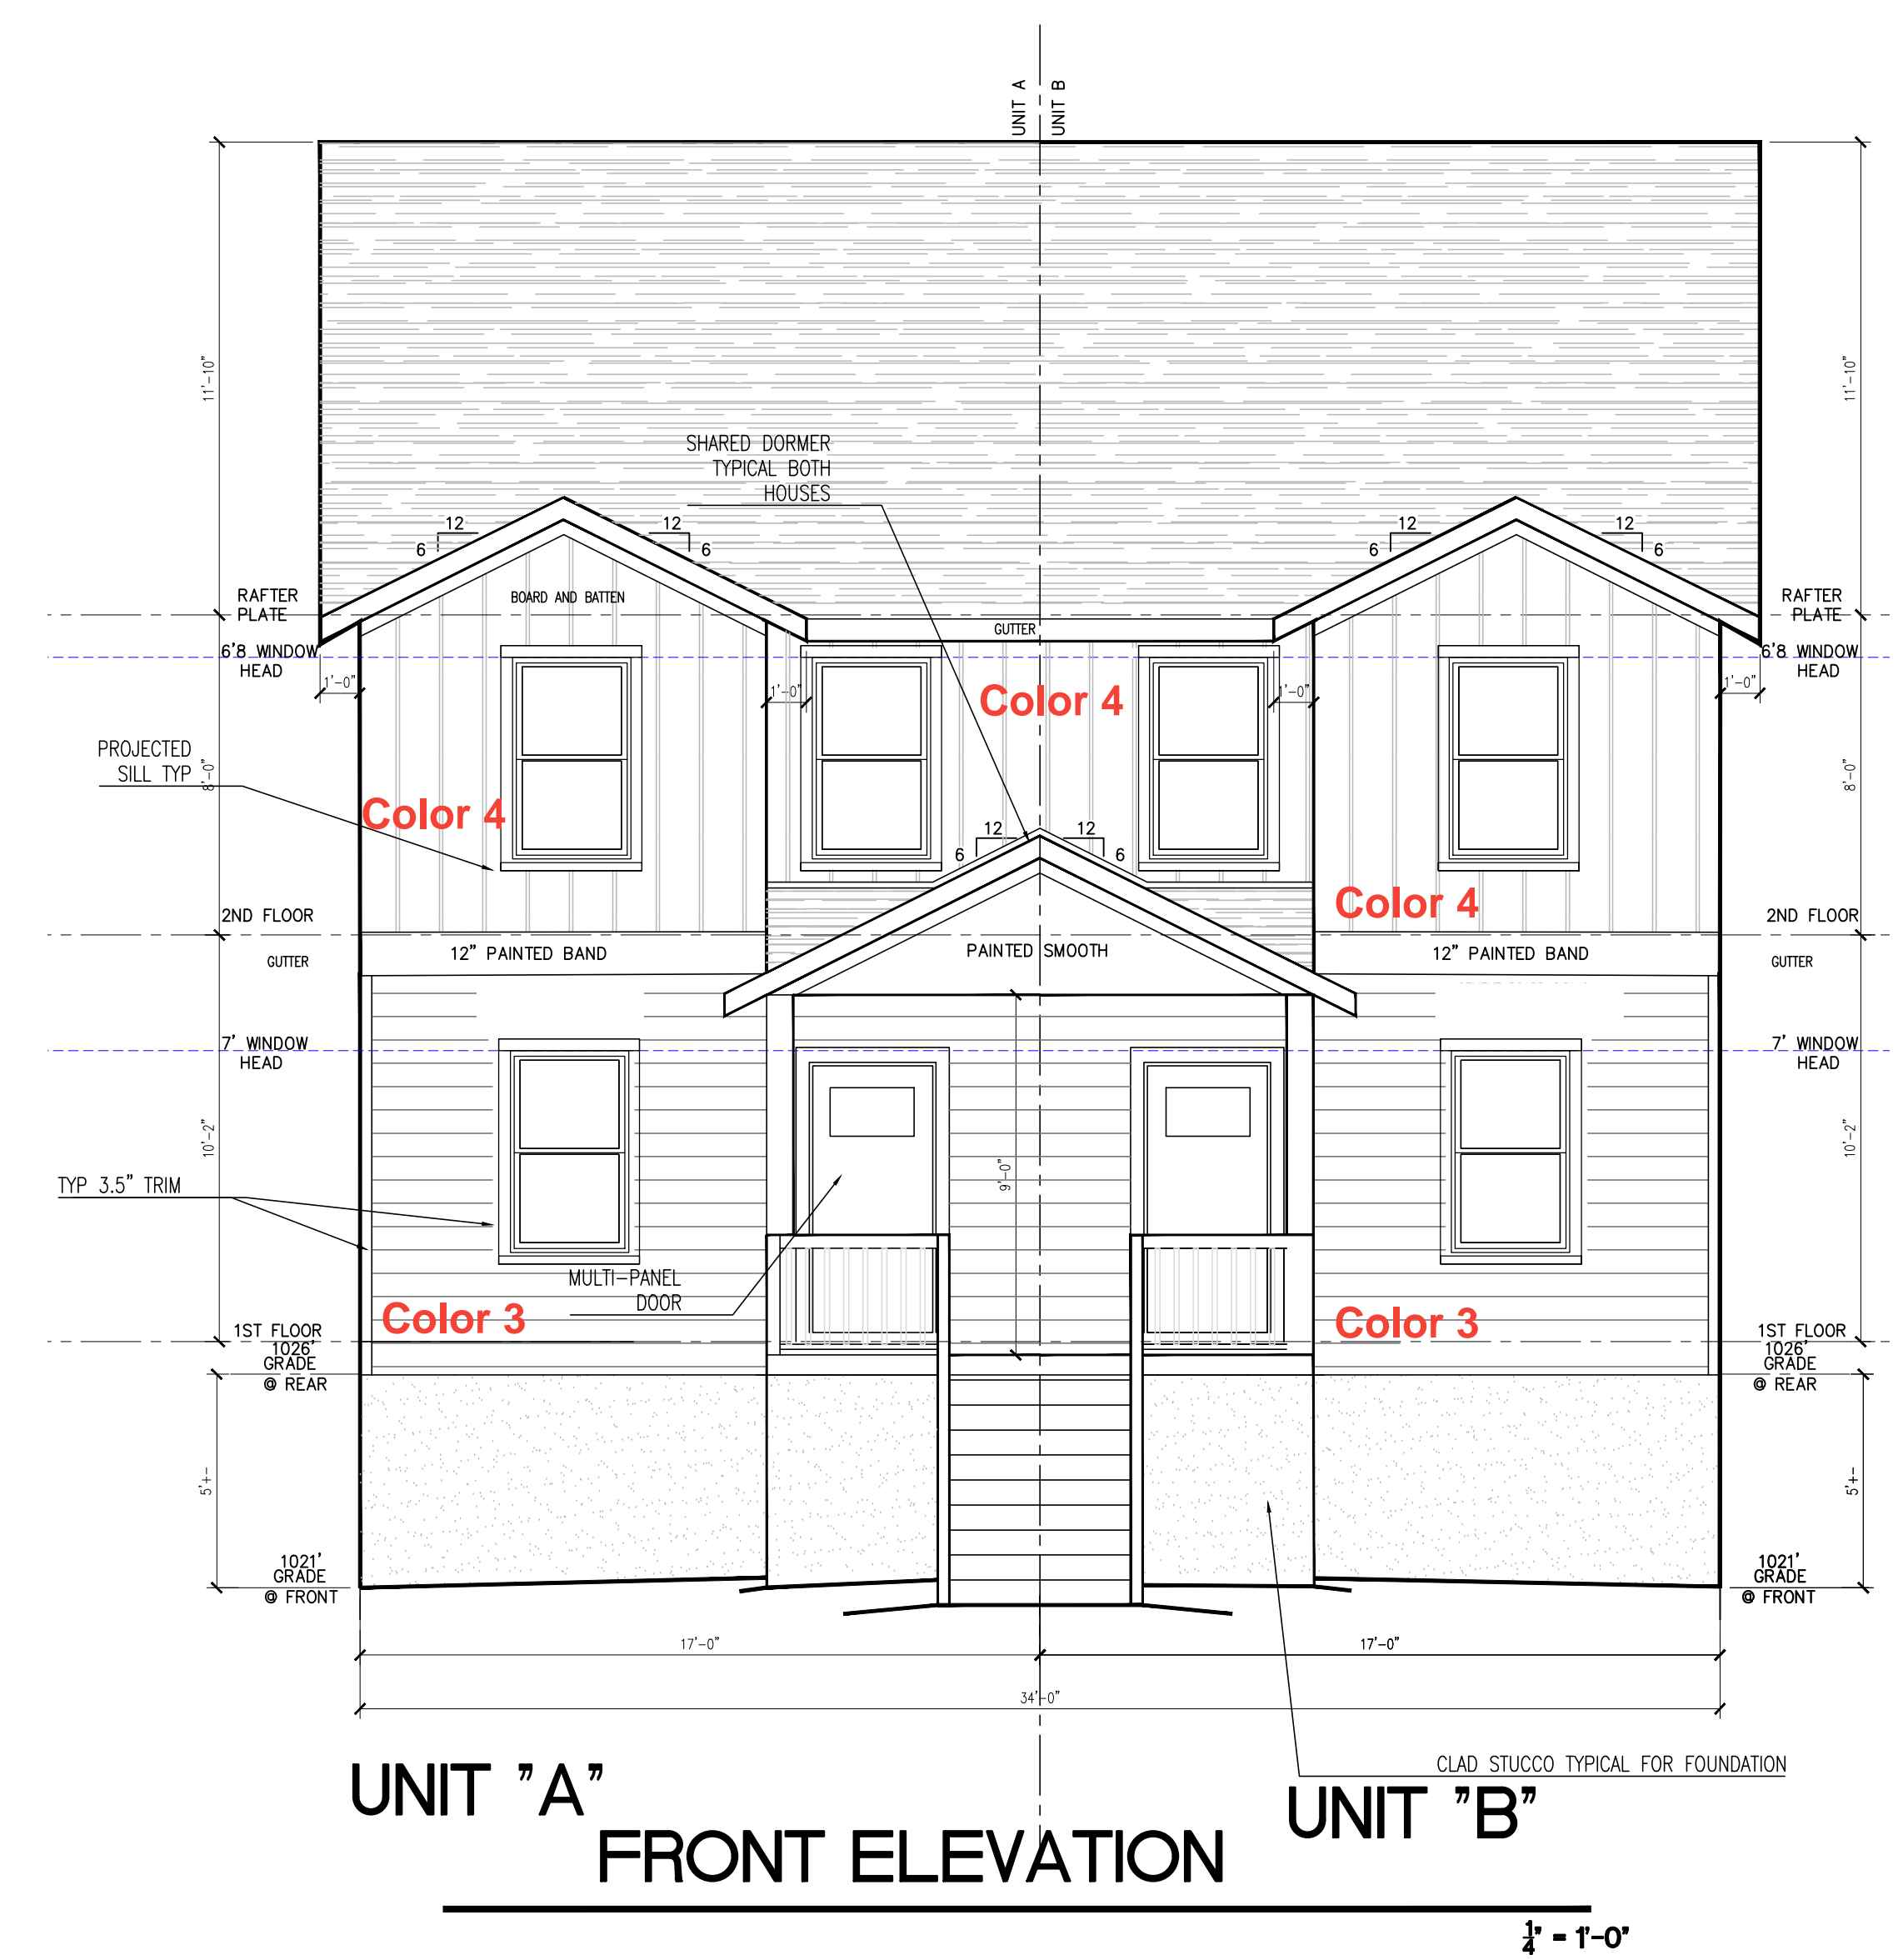 UNIT A
UNIT B
11'-10"
11'-10"
SHARED DORMER
TYPICAL BOTH
HOUSES
12
6
12
6
12
6
12
6
RAFTER
PLATE
BOARD AND BATTEN
GUTTER
RAFTER
PLATE
6'8 WINDOW
HEAD
6'8 WINDOW
HEAD
1'-0"
1'-0"
1'-0"
1'-0"
Color 4
PROJECTED
SILL TYP
8'-0"
8'-0"
Color 4
12
6
12
6
Color 4
2ND FLOOR
2ND FLOOR
12" PAINTED BAND
PAINTED SMOOTH
12" PAINTED BAND
GUTTER
GUTTER
7' WINDOW
HEAD
7' WINDOW
HEAD
10'-2"
9'-0"
10'-2"
TYP 3.5" TRIM
MULTI-PANEL
DOOR
Color 3
Color 3
1ST FLOOR
1026'
GRADE
@ REAR
1ST FLOOR
1026'
GRADE
@ REAR
5'+-
5'+-
1021'
GRADE
@ FRONT
1021'
GRADE
@ FRONT
17'-0"
17'-0"
34'-0"
CLAD STUCCO TYPICAL FOR FOUNDATION
UNIT "A"
UNIT "B"
FRONT ELEVATION
1/4" = 1'-0"